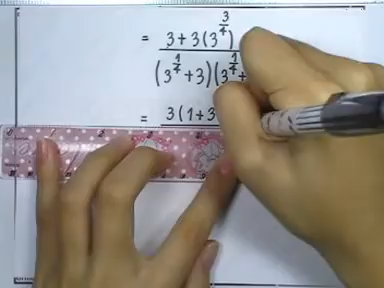 = 3 + 3 ( 3^{3/4} )
( 3^{1/4} + 3 ) ( 3^{1/4} +
= 3 ( 1 + 3